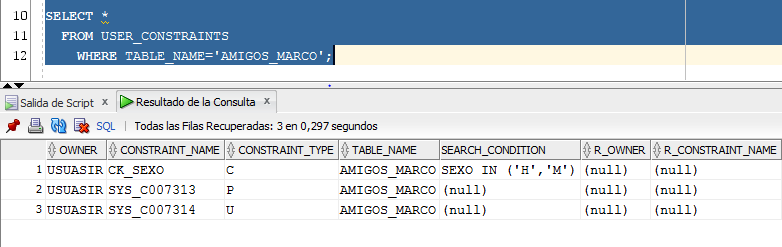 10 SELECT *
11 FROM USER_CONSTRAINTS
12 WHERE TABLE_NAME='AMIGOS_MARCO';
Salida de Script x Resultado de la Consulta x
SQL | Todas las Filas Recuperadas: 3 en 0,297 segundos
OWNER CONSTRAINT_NAME CONSTRAINT_TYPE TABLE_NAME SEARCH_CONDITION R_OWNER R_CONSTRAINT_NAME
1 USUASIR CK_SEXO C AMIGOS_MARCO SEXO IN ('H','M') (null) (null)
2 USUASIR SYS_C007313 P AMIGOS_MARCO (null) (null) (null)
3 USUASIR SYS_C007314 U AMIGOS_MARCO (null) (null) (null)